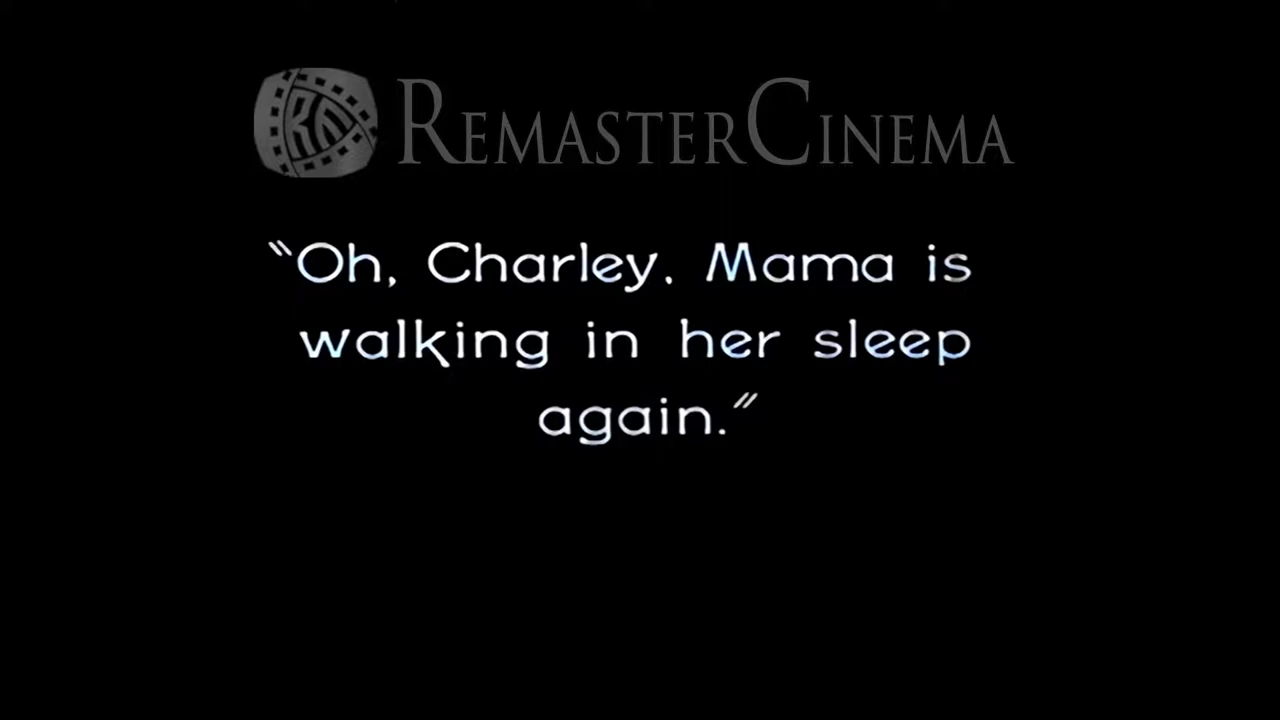 REMASTERCINEMA
"Oh, Charley, Mama is
walking in her sleep
again."